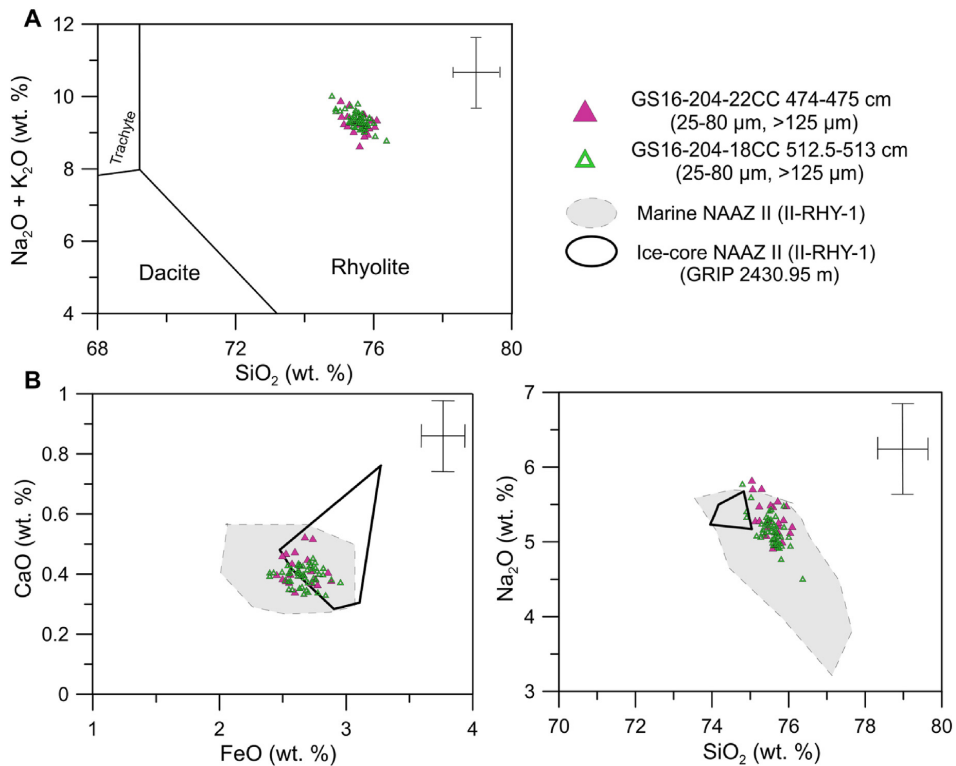 A
12
10
8
6
4
Na₂O + K₂O (wt. %)
Trachyte
Dacite
Rhyolite
68
72
76
80
SiO₂ (wt. %)
GS16-204-22CC 474-475 cm
(25-80 µm, >125 µm)
GS16-204-18CC 512.5-513 cm
(25-80 µm, >125 µm)
Marine NAAZ II (II-RHY-1)
Ice-core NAAZ II (II-RHY-1)
(GRIP 2430.95 m)
B
1
0.8
0.6
0.4
0.2
0
CaO (wt. %)
1
2
3
4
FeO (wt. %)
7
6
5
4
3
Na₂O (wt. %)
70
72
74
76
78
80
SiO₂ (wt. %)